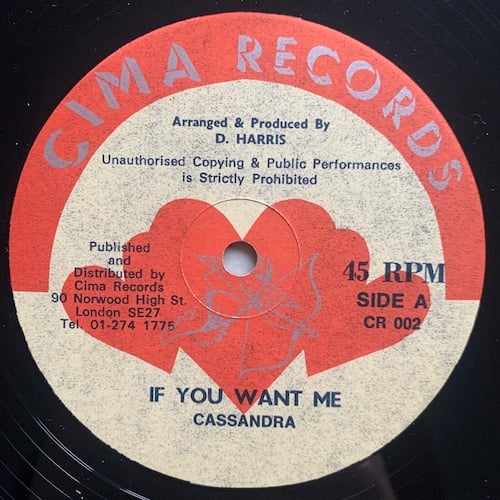 CIMA RECORDS
Arranged & Produced By
D. HARRIS
Unauthorised Copying & Public Performances
is Strictly Prohibited
Published
and
Distributed by
Cima Records
90 Norwood High St.
London SE27
Tel. 01-274 1775
45 RPM
SIDE A
CR 002
IF YOU WANT ME
CASSANDRA